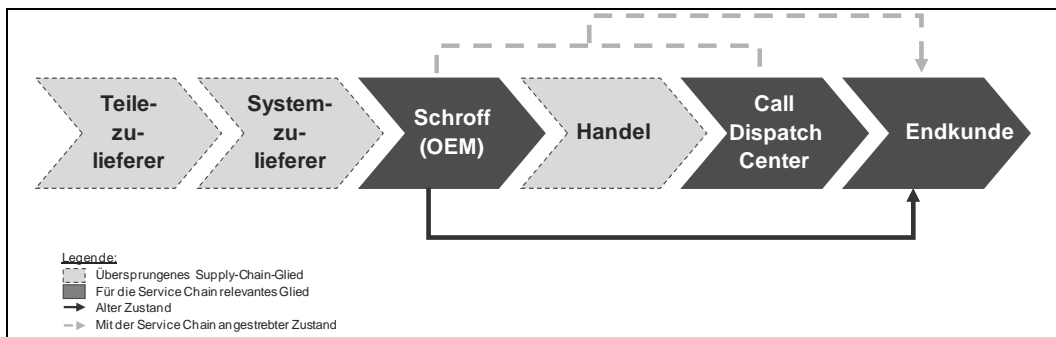 Teile-
zu-
lieferer
System-
zu-
lieferer
Schroff
(OEM)
Handel
Call
Dispatch
Center
Endkunde
Legende:
Übersprungenes Supply-Chain-Glied
Für die Service Chain relevantes Glied
Alter Zustand
Mit der Service Chain angestrebter Zustand